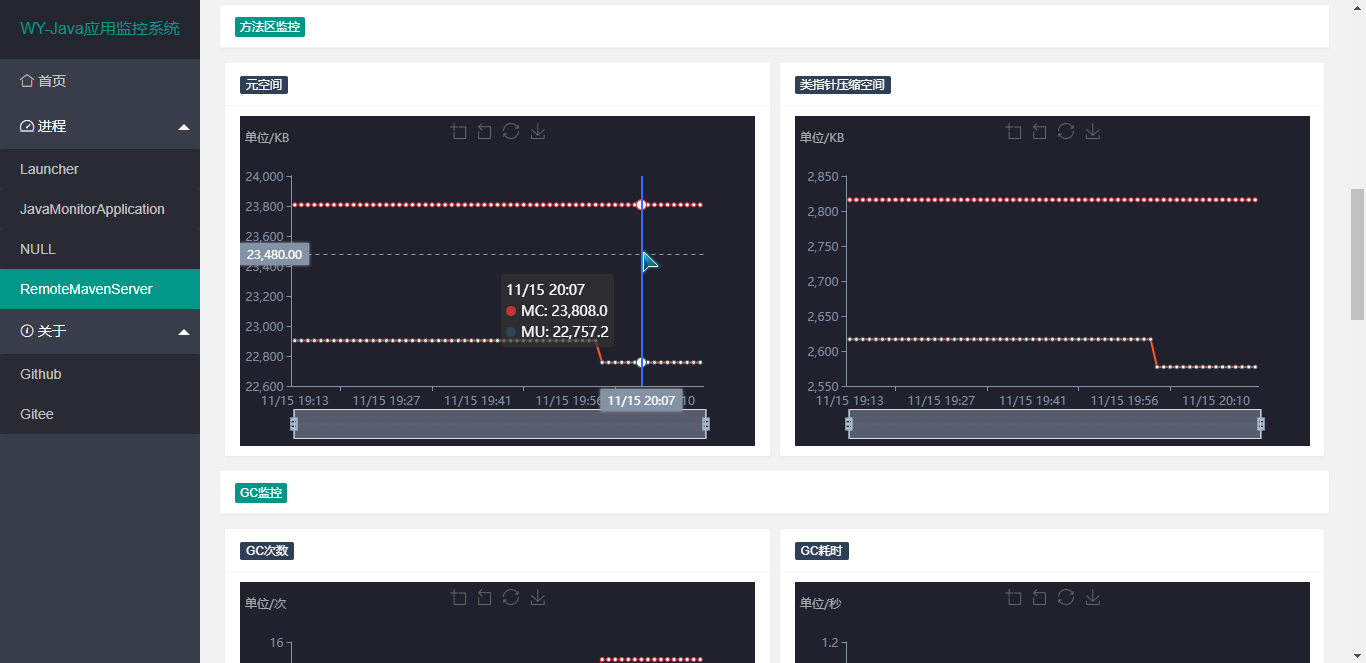 WY-Java应用监控系统
首页
进程
Launcher
JavaMonitorApplication
NULL
RemoteMavenServer
关于
Github
Gitee
方法区监控
元空间
单位/KB
24,000
23,800
23,600
23,480.00
23,400
23,200
23,000
22,800
22,600
11/15 20:07
MC: 23,808.0
MU: 22,757.2
11/15 19:13 11/15 19:27 11/15 19:41 11/15 19:56 11/15 20:07 10
类指针压缩空间
单位/KB
2,850
2,800
2,750
2,700
2,650
2,600
2,550
11/15 19:13 11/15 19:27 11/15 19:41 11/15 19:56 11/15 20:10
GC监控
GC次数
单位/次
16
GC耗时
单位/秒
1.2